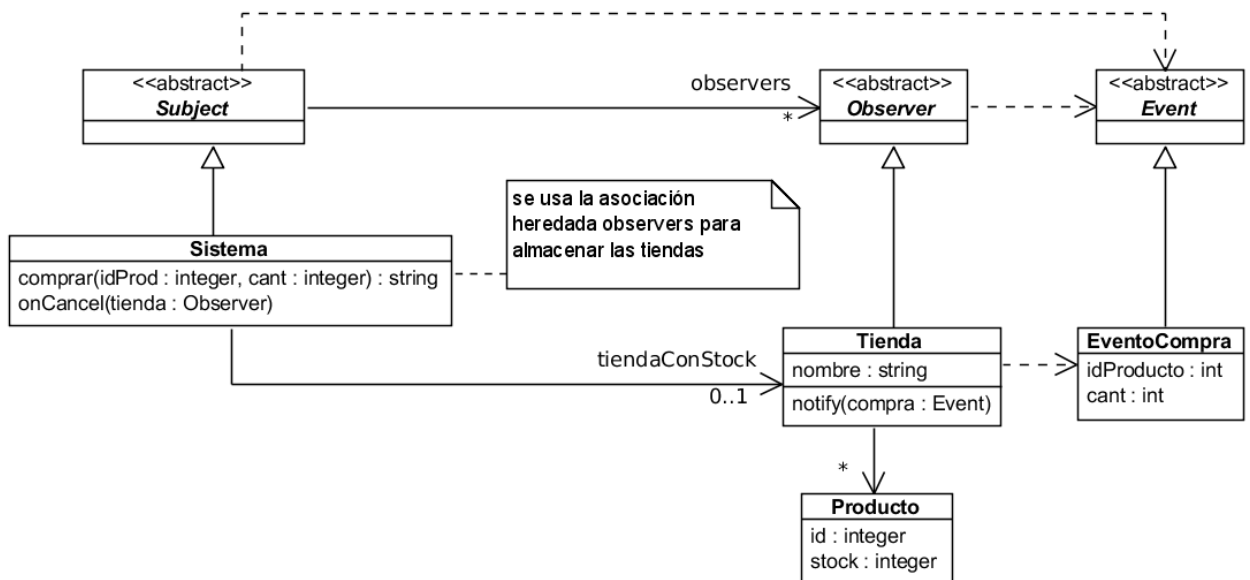 <<abstract>>
Subject
observers
*
<<abstract>>
Observer
<<abstract>>
Event
se usa la asociación
heredada observers para
almacenar las tiendas
Sistema
comprar(idProd : integer, cant : integer) : string
onCancel(tienda : Observer)
tiendaConStock
0..1
Tienda
nombre : string
notify(compra : Event)
EventoCompra
idProducto : int
cant : int
*
Producto
id : integer
stock : integer